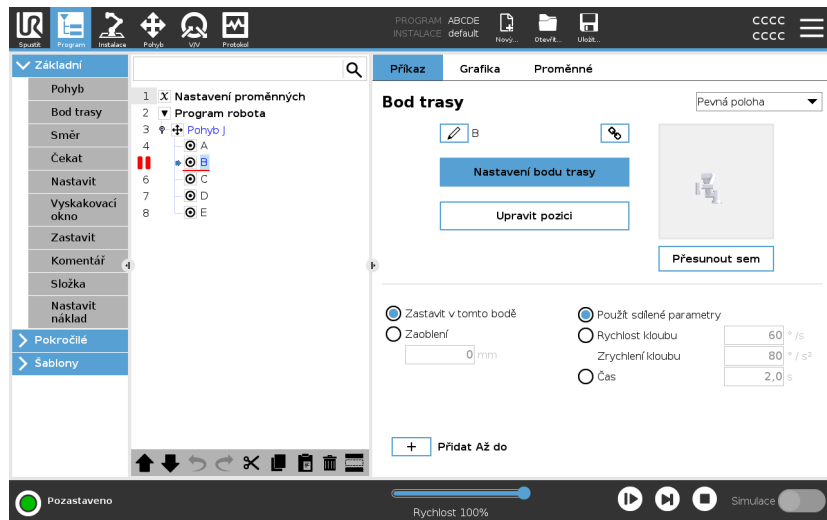 PROGRAM ABCDE
INSTALACE default
Nový... Otevřít... Uložit...
cccc
cccc
Spustit Program Instalace Pohyb V/V Protokol
Základní
Pohyb
Bod trasy
Směr
Čekat
Nastavit
Vyskakovací
okno
Zastavit
Komentář
Složka
Nastavit
náklad
Pokročilé
Šablony
1 X Nastavení proměnných
2 Program robota
3 Pohyb J
4 A
B
6 C
7 D
8 E
Příkaz Grafika Proměnné
Bod trasy
Pevná poloha
B
Nastavení bodu trasy
Upravit pozici
Přesunout sem
Zastavit v tomto bodě
Zaoblení
0 mm
Použít sdílené parametry
Rychlost kloubu 60 ° /s
Zrychlení kloubu 80 ° / s²
Čas 2,0 s
+ Přidat Až do
Pozastaveno
Rychlost 100%
Simulace